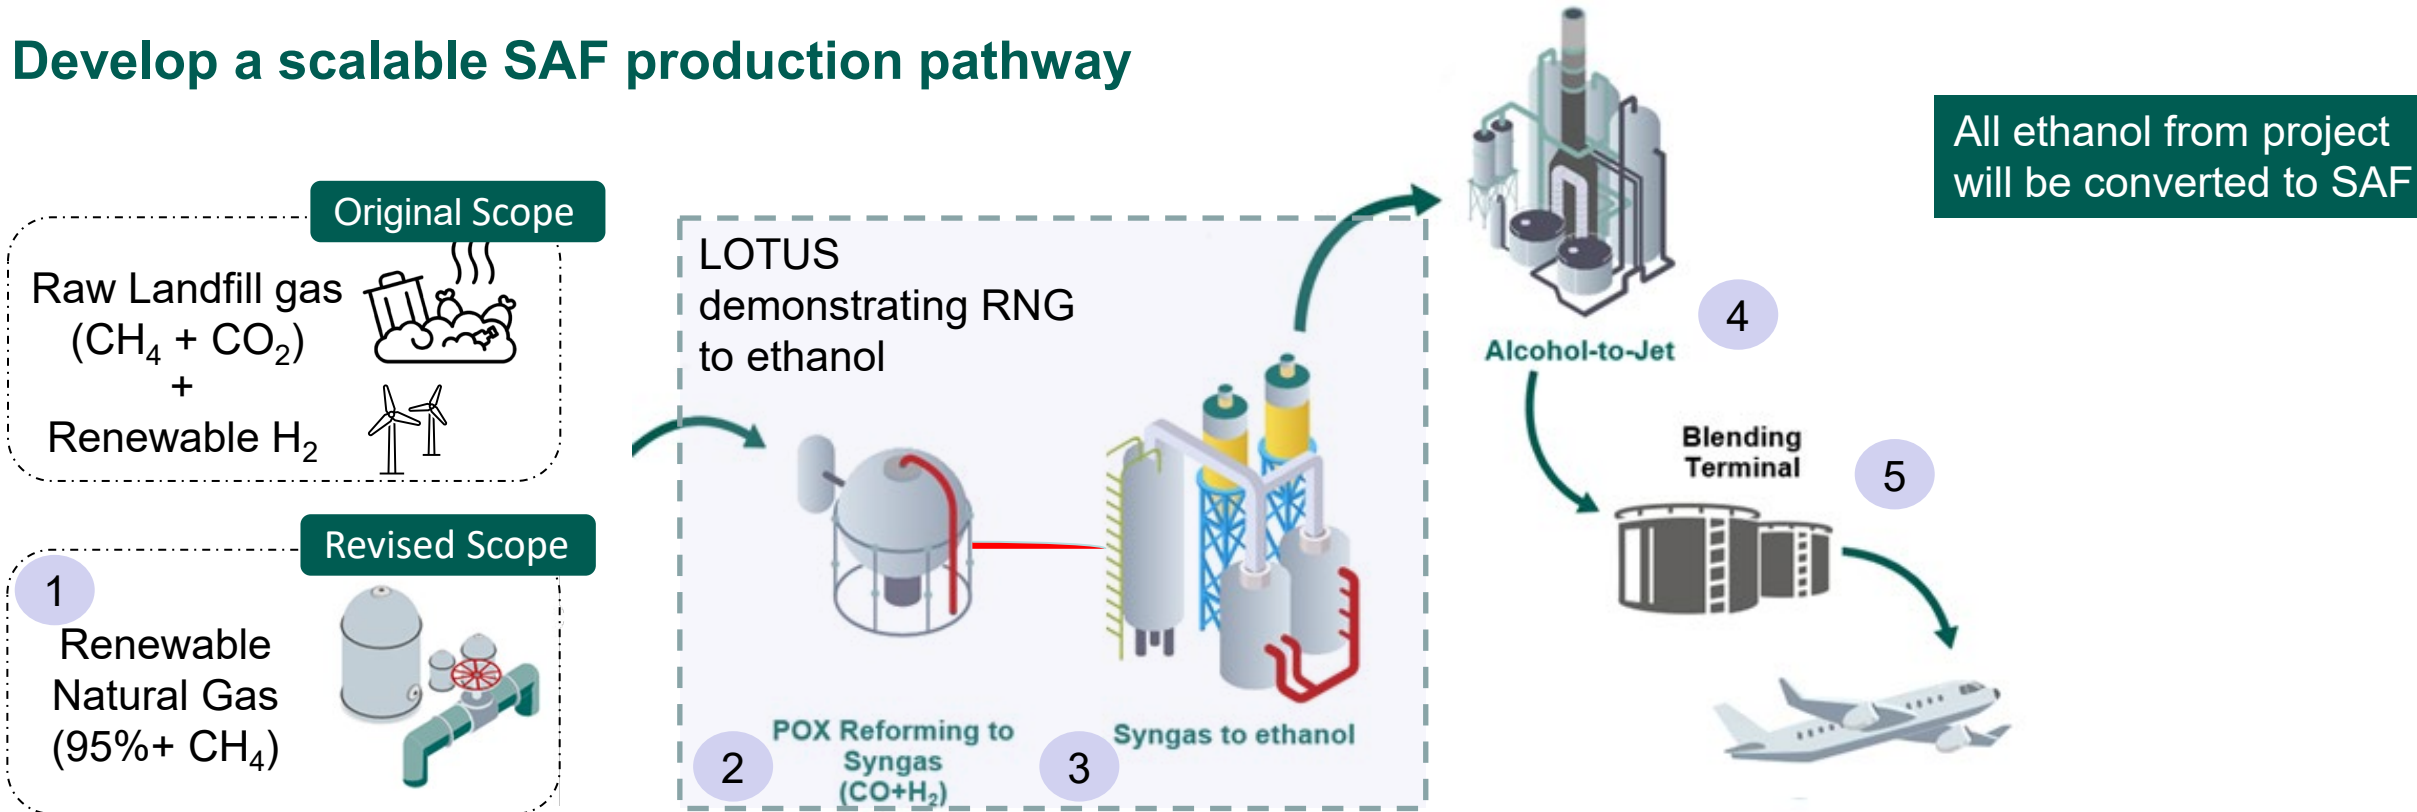 Develop a scalable SAF production pathway
All ethanol from project
will be converted to SAF
Original Scope
Raw Landfill gas
(CH₄ + CO₂)
+
Renewable H₂
Revised Scope
1
Renewable
Natural Gas
(95%+ CH₄)
LOTUS
demonstrating RNG
to ethanol
2
POX Reforming to
Syngas
(CO+H₂)
3
Syngas to ethanol
4
Alcohol-to-Jet
Blending
Terminal
5